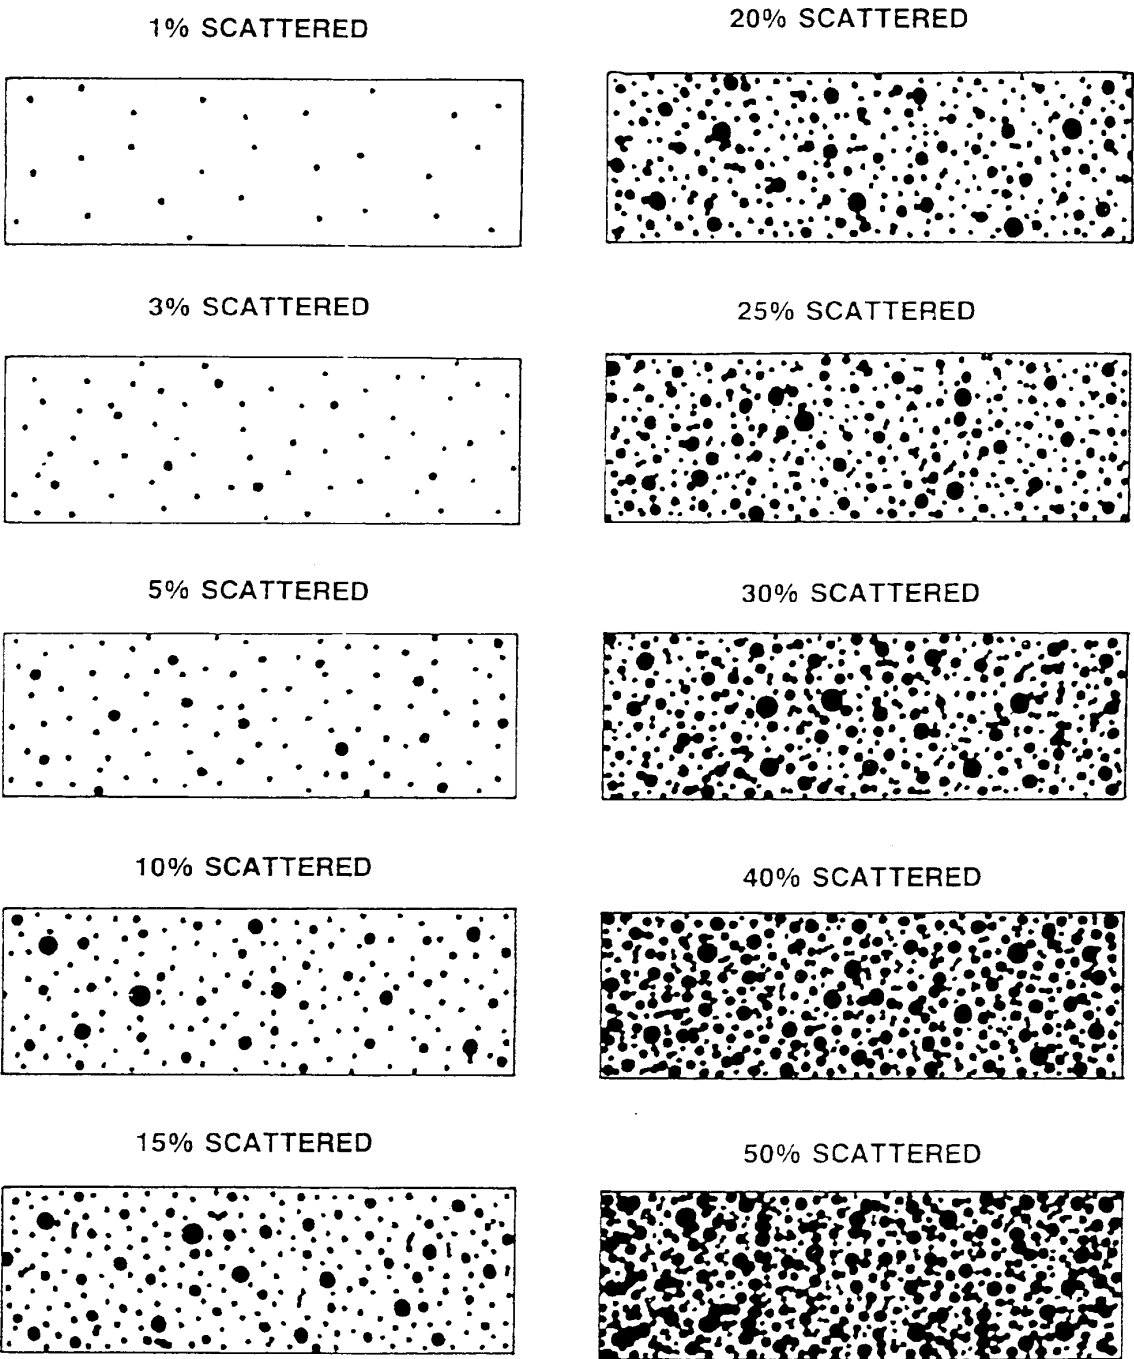 1% SCATTERED
3% SCATTERED
5% SCATTERED
10% SCATTERED
15% SCATTERED
20% SCATTERED
25% SCATTERED
30% SCATTERED
40% SCATTERED
50% SCATTERED